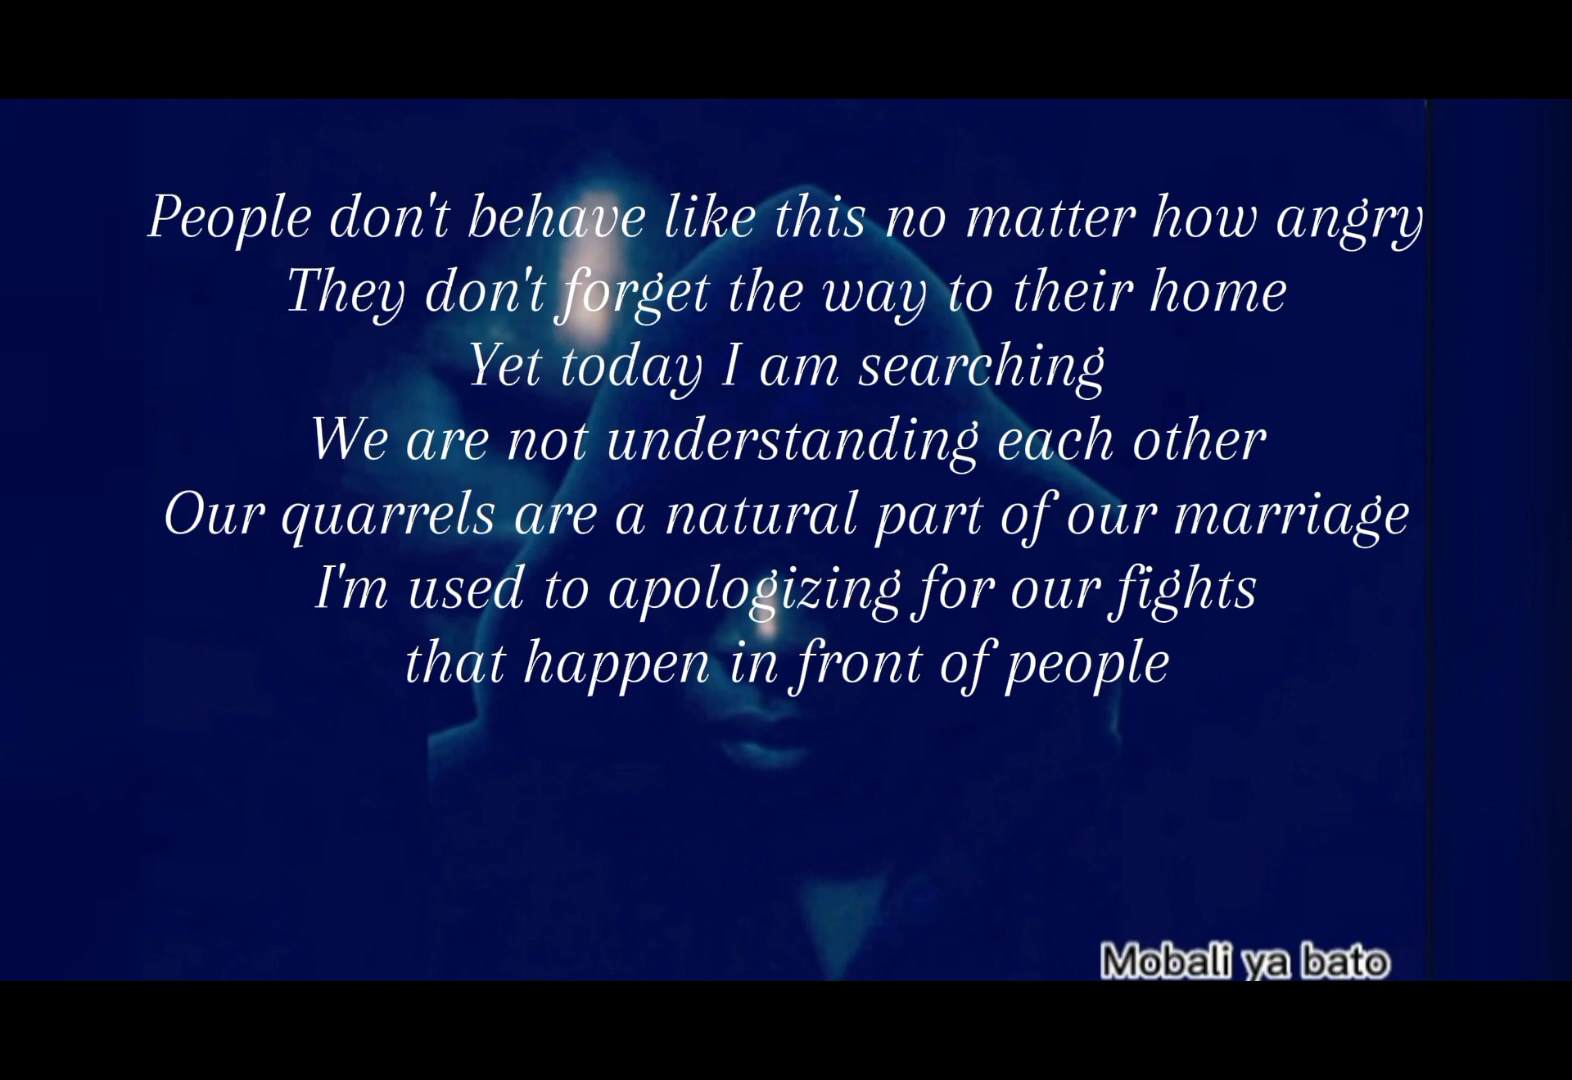 People don't behave like this no matter how angry
They don't forget the way to their home
Yet today I am searching
We are not understanding each other
Our quarrels are a natural part of our marriage
I'm used to apologizing for our fights
that happen in front of people
Mobali ya bato